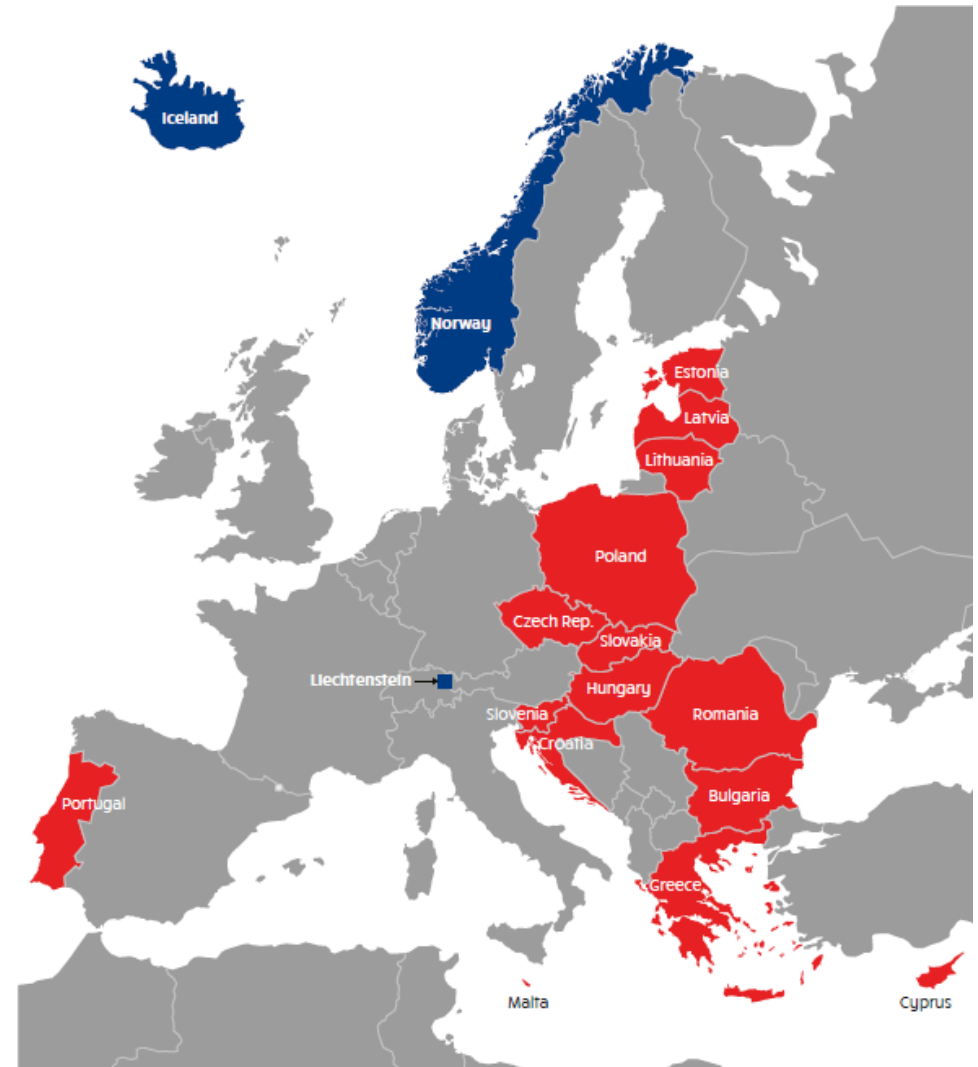 Iceland
Norway
Estonia
Latvia
Lithuania
Poland
Czech Rep.
Slovakia
Liechtenstein
Hungary
Slovenia
Romania
Croatia
Bulgaria
Portugal
Greece
Malta
Cyprus